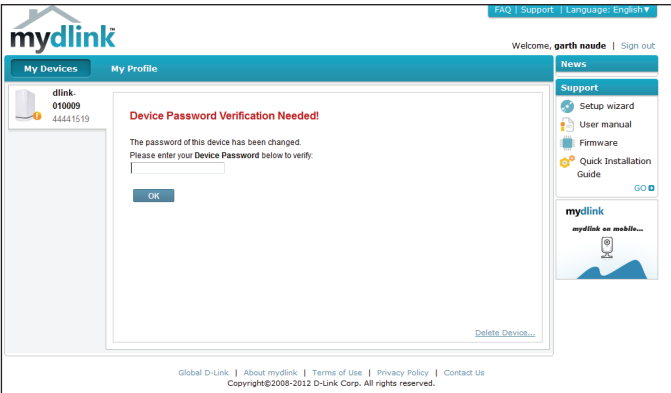 FAQ | Support | Language: English▼
mydlink™
Welcome, garth naude | Sign out
My Devices
My Profile
dlink-
010009
44441519
Device Password Verification Needed!
The password of this device has been changed.
Please enter your Device Password below to verify:
OK
Delete Device...
News
Support
Setup wizard
User manual
Firmware
Quick Installation
Guide
GO
mydlink
mydlink on mobile...
Global D-Link | About mydlink | Terms of Use | Privacy Policy | Contact Us
Copyright©2008-2012 D-Link Corp. All rights reserved.